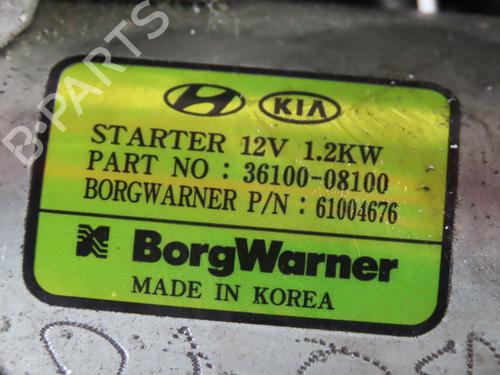 KIA
STARTER 12V 1.2KW
PART NO : 36100-08100
BORGWARNER P/N : 61004676
BorgWarner
MADE IN KOREA
B-PARTS